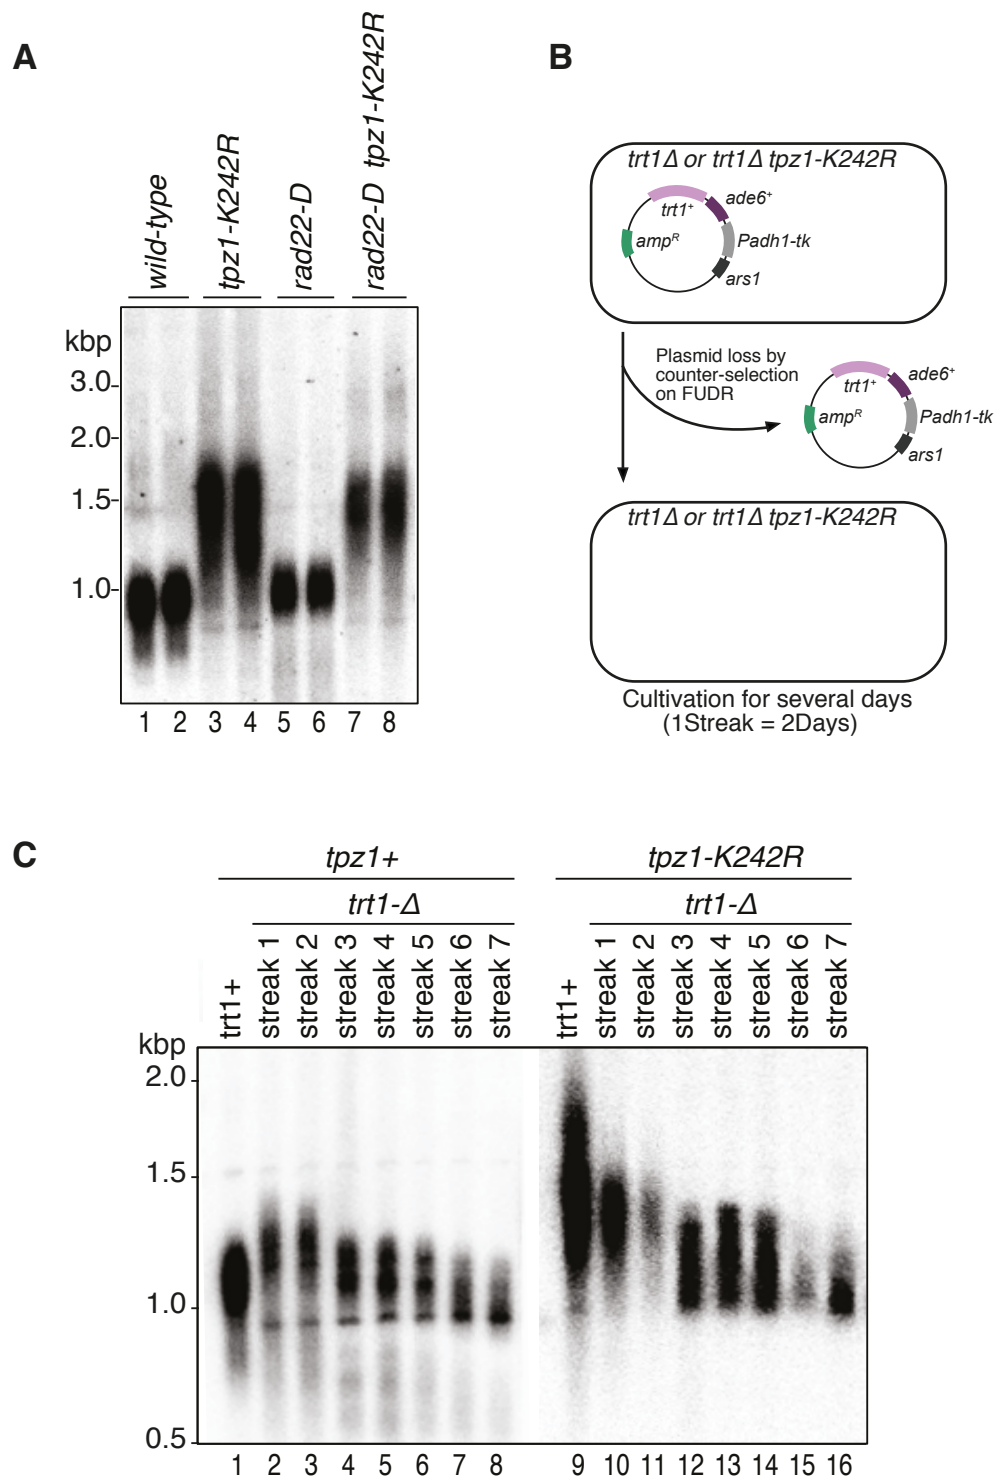 A
wild-type
tpz1-K242R
rad22-D
rad22-D tpz1-K242R
kbp
3.0
2.0
1.5
1.0
1 2 3 4 5 6 7 8
B
trt1Δ or trt1Δ tpz1-K242R
trt1+
ade6+
ampR
Padh1-tk
ars1
Plasmid loss by
counter-selection
on FUDR
trt1+
ade6+
ampR
Padh1-tk
ars1
trt1Δ or trt1Δ tpz1-K242R
Cultivation for several days
(1Streak = 2Days)
C
tpz1+
tpz1-K242R
trt1-Δ
trt1-Δ
trt1+
streak 1
streak 2
streak 3
streak 4
streak 5
streak 6
streak 7
trt1+
streak 1
streak 2
streak 3
streak 4
streak 5
streak 6
streak 7
kbp
2.0
1.5
1.0
0.5
1 2 3 4 5 6 7 8 9 10 11 12 13 14 15 16